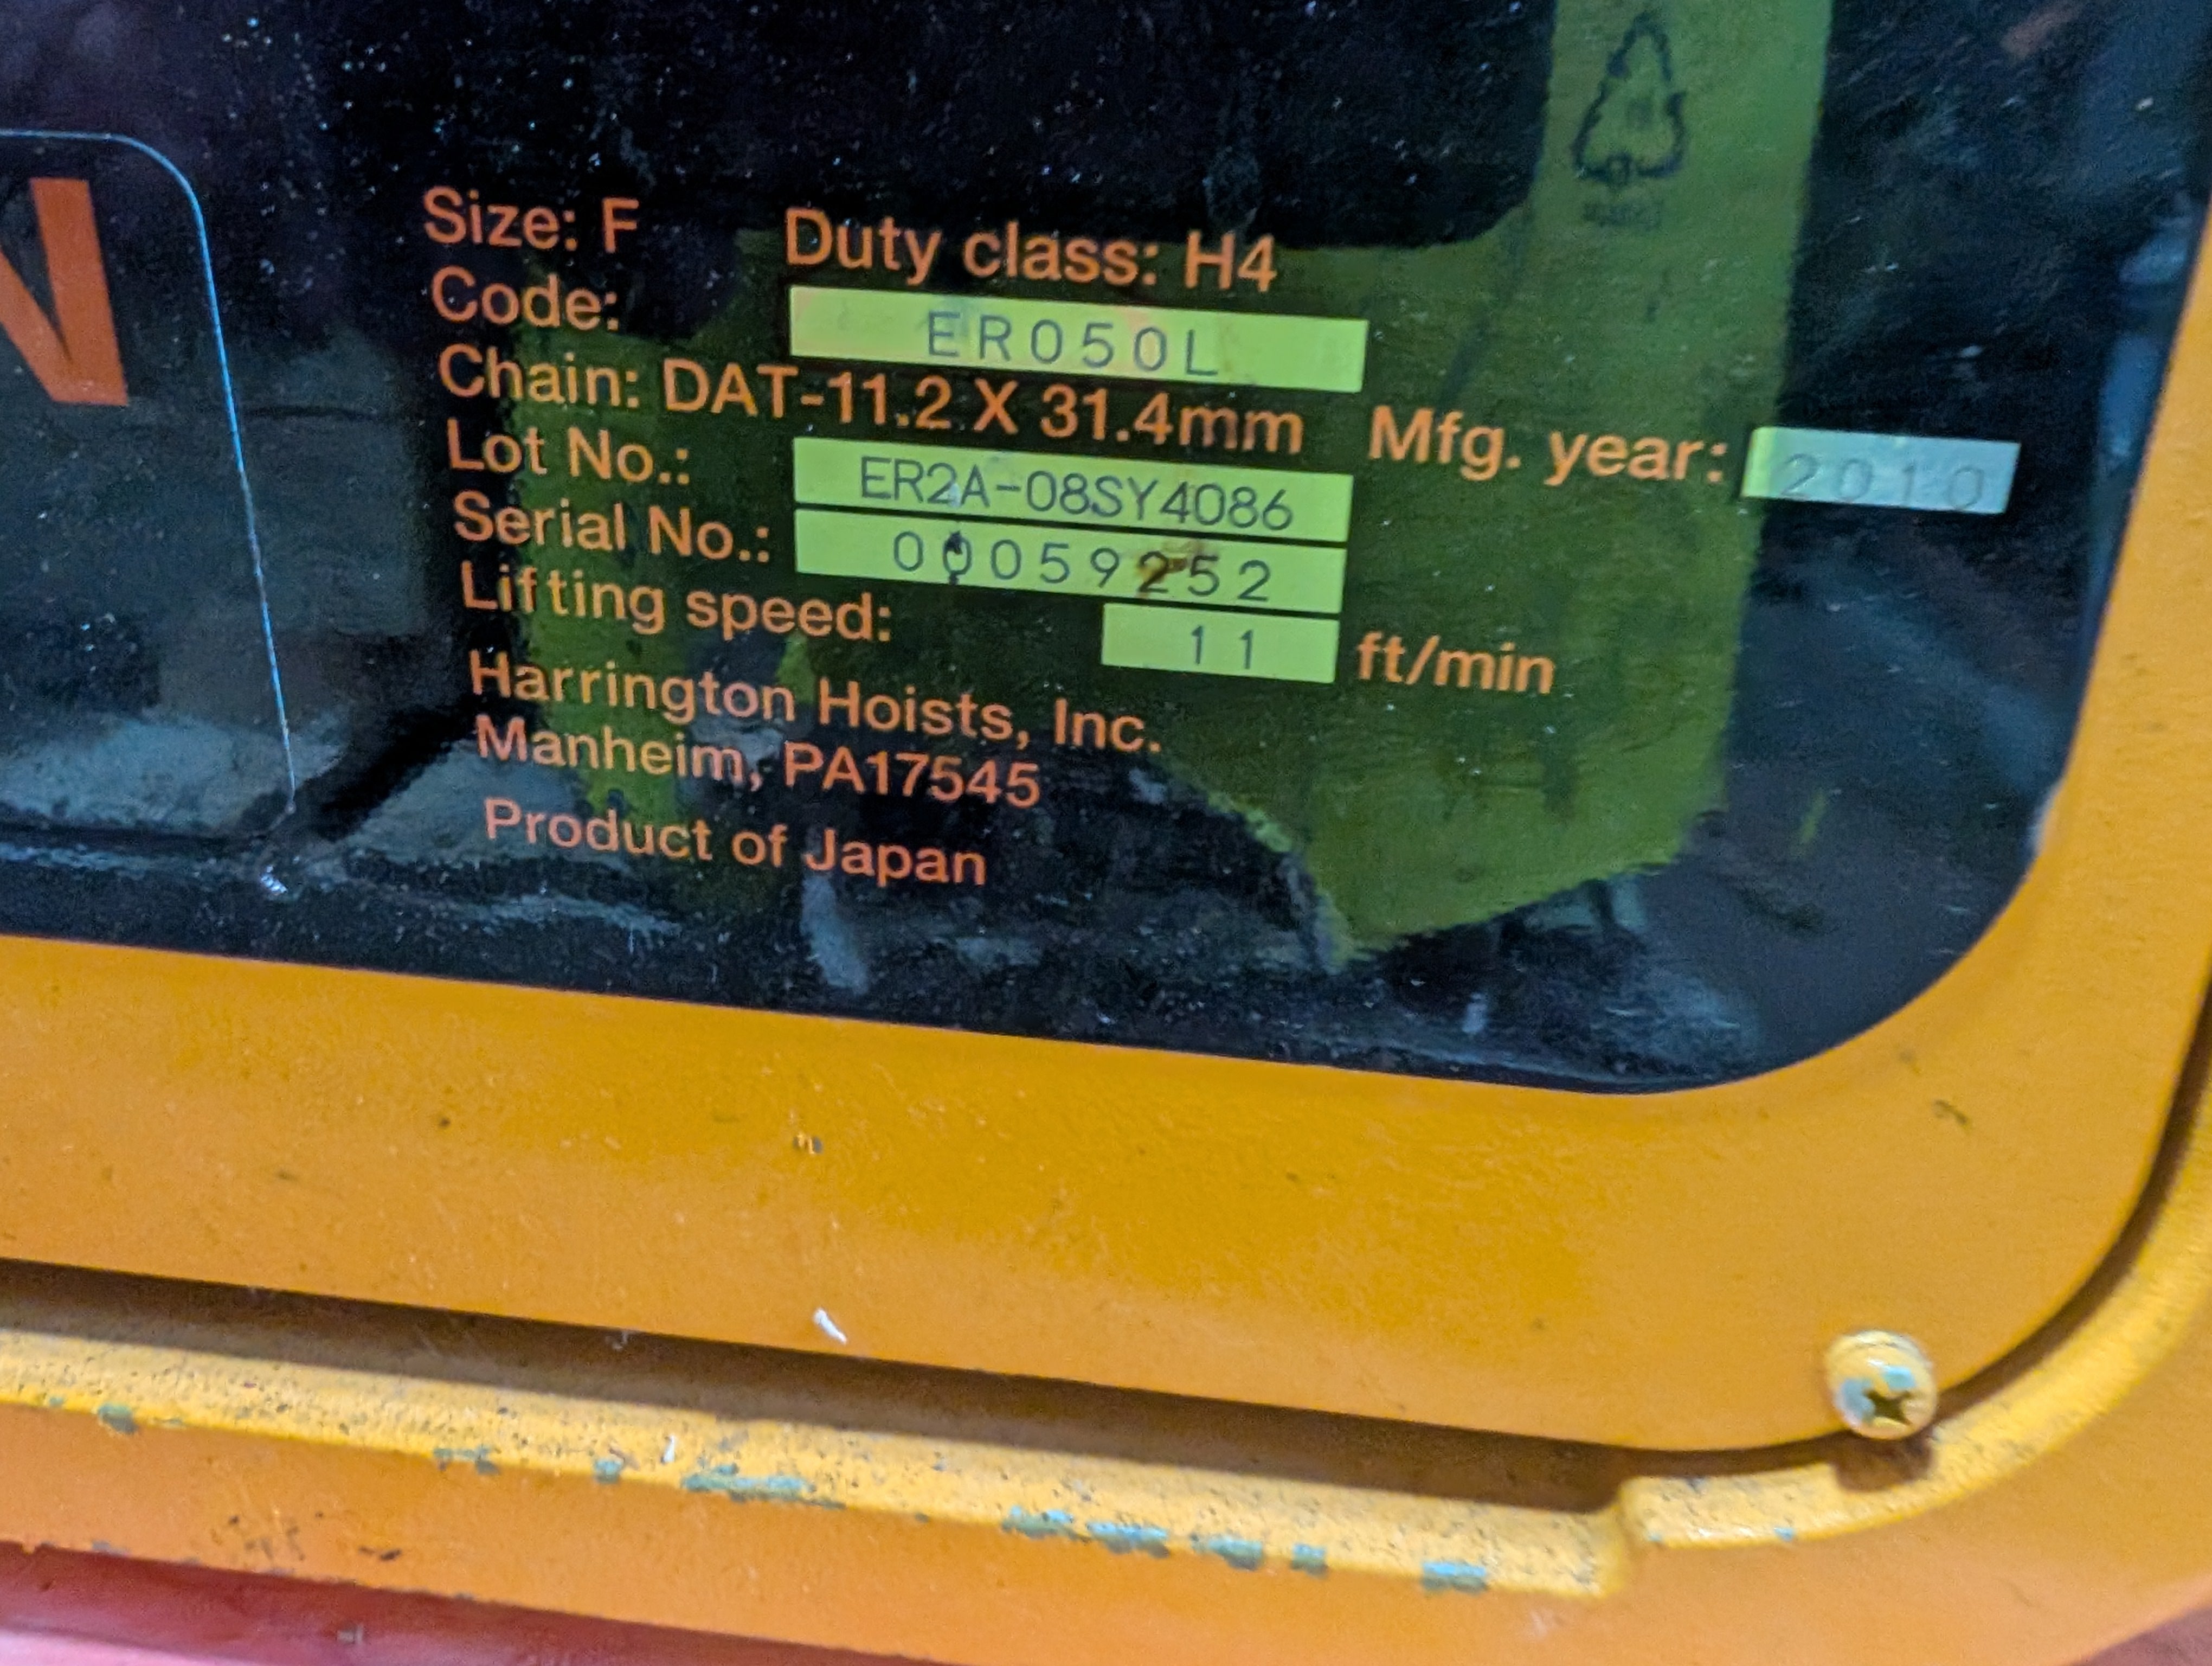 N
Size: F Duty class: H4
Code: ER050L
Chain: DAT-11.2 X 31.4mm Mfg. year: 2010
Lot No.: ER2A-08SY4086
Serial No.: 00059252
Lifting speed: 11 ft/min
Harrington Hoists, Inc.
Manheim, PA17545
Product of Japan